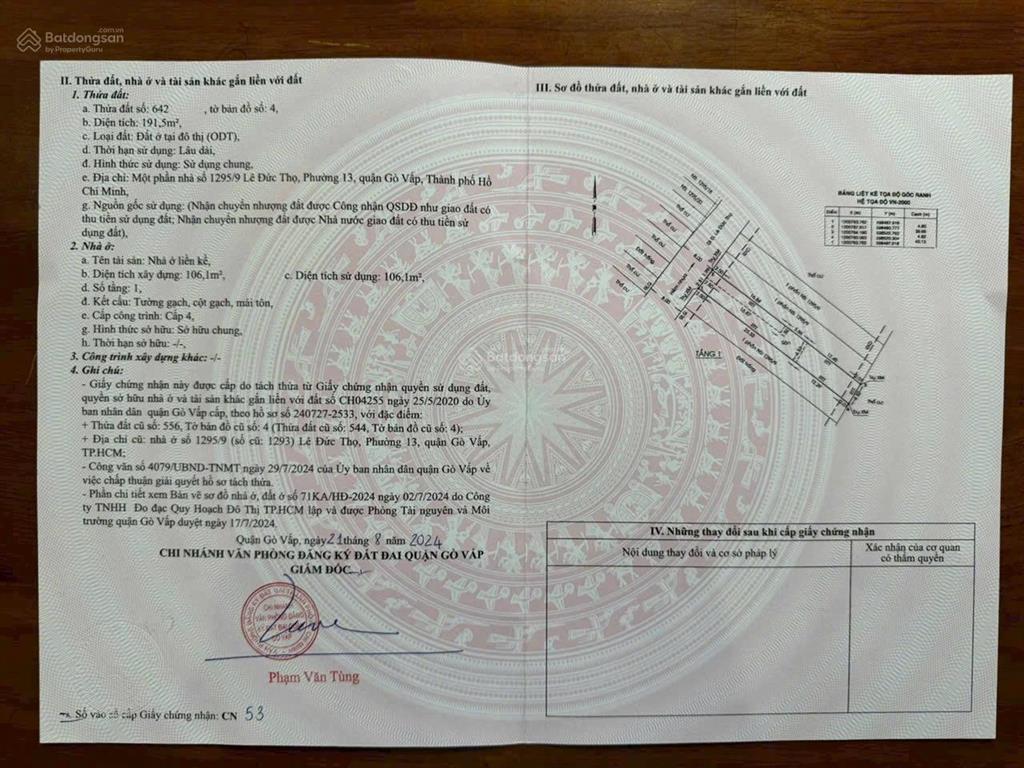 Batdongsan.com.vn
by PropertyGuru
II. Thửa đất, nhà ở và tài sản khác gắn liền với đất
1. Thửa đất:
a. Thửa đất số: 642 , tờ bản đồ số: 4,
b. Diện tích: 191,5m²,
c. Loại đất: Đất ở tại đô thị (ODT),
d. Thời hạn sử dụng: Lâu dài,
đ. Hình thức sử dụng: Sử dụng chung,
e. Địa chỉ: Một phần nhà số 1295/9 Lê Đức Thọ, Phường 13, quận Gò Vấp, Thành phố Hồ
Chí Minh,
g. Nguồn gốc sử dụng: (Nhận chuyển nhượng đất được Công nhận QSDĐ như giao đất có
thu tiền sử dụng đất; Nhận chuyển nhượng đất được Nhà nước giao đất có thu tiền sử
dụng đất),
2. Nhà ở:
a. Tên tài sản: Nhà ở liền kề,
b. Diện tích xây dựng: 106,1m², c. Diện tích sử dụng: 106,1m²,
d. Số tầng: 1,
đ. Kết cấu: Tường gạch, cột gạch, mái tôn,
e. Cấp công trình: Cấp 4,
g. Hình thức sở hữu: Sở hữu chung,
h. Thời hạn sở hữu: -/-,
3. Công trình xây dựng khác: -/-
4. Ghi chú:
- Giấy chứng nhận này được cấp do tách thửa từ Giấy chứng nhận quyền sử dụng đất,
quyền sở hữu nhà ở và tài sản khác gắn liền với đất số CH04255 ngày 25/5/2020 do Ủy
ban nhân dân quận Gò Vấp cấp, theo hồ sơ số 240727-2533, với đặc điểm:
+ Thửa đất cũ số: 556, Tờ bản đồ cũ số: 4 (Thửa đất cũ số: 544, Tờ bản đồ cũ số: 4);
+ Địa chỉ cũ: nhà ở số 1295/9 (số cũ: 1293) Lê Đức Thọ, Phường 13, quận Gò Vấp,
TP.HCM;
- Công văn số 4079/UBND-TNMT ngày 29/7/2024 của Ủy ban nhân dân quận Gò Vấp về
việc chấp thuận giải quyết hồ sơ tách thửa.
- Phần chi tiết xem Bản vẽ sơ đồ nhà ở, đất ở số 71KA/HĐ-2024 ngày 02/7/2024 do Công
ty TNHH Đo đạc Quy Hoạch Đô Thị TP.HCM lập và được Phòng Tài nguyên và Môi
trường quận Gò Vấp duyệt ngày 17/7/2024.
Quận Gò Vấp, ngày 21 tháng 8 năm 2024
CHI NHÁNH VĂN PHÒNG ĐĂNG KÝ ĐẤT ĐAI QUẬN GÒ VẤP
GIÁM ĐỐC
Phạm Văn Tùng
Số vào sổ cấp Giấy chứng nhận: CN 53
III. Sơ đồ thửa đất, nhà ở và tài sản khác gắn liền với đất
BẢNG LIỆT KÊ TỌA ĐỘ GÓC RANH
HỆ TỌA ĐỘ VN-2000
TẦNG 1
Batdongsan
by PropertyGuru
IV. Những thay đổi sau khi cấp giấy chứng nhận
Nội dung thay đổi và cơ sở pháp lý
Xác nhận của cơ quan
có thẩm quyền